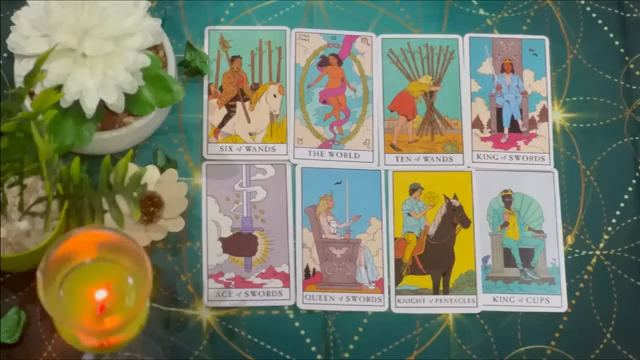 SIX of WANDS
THE WORLD
TEN of WANDS
KING of SWORDS
ACE of SWORDS
QUEEN of SWORDS
KNIGHT of PENTACLES
KING of CUPS